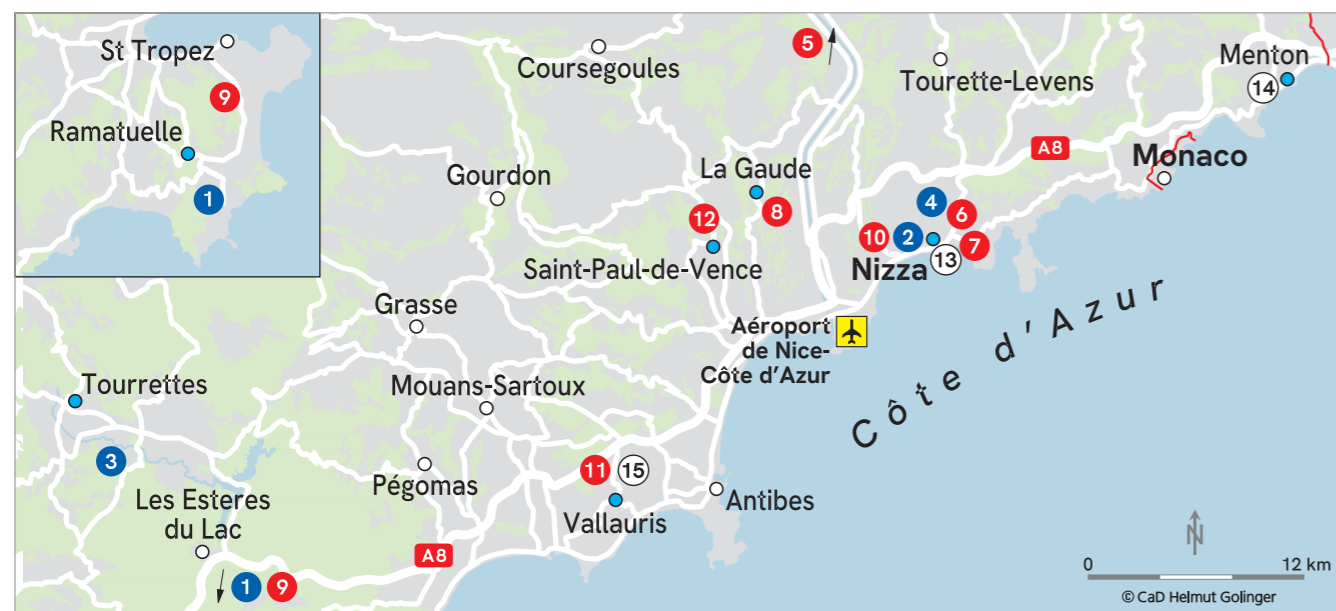 St Tropez
9
Ramatuelle
1
Coursegoules
5
Tourette-Levens
Menton
14
A8
Monaco
Gourdon
La Gaude
12
8
4
6
10
2
7
Saint-Paul-de-Vence
Nizza
13
Grasse
Aéroport
de Nice-
Côte d'Azur
Côte d'Azur
Tourrettes
Mouans-Sartoux
3
Pégomas
11
15
Antibes
Vallauris
Les Esteres
du Lac
A8
1
9
N
0
12 km
© CaD Helmut Golinger